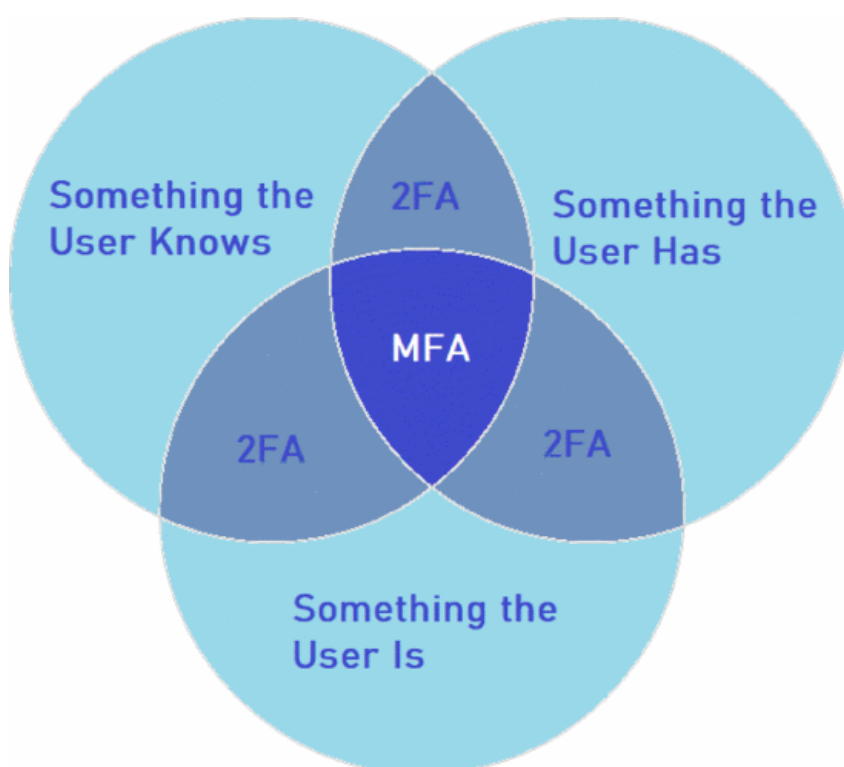 Something the
User Knows
2FA
Something the
User Has
MFA
2FA
2FA
Something the
User Is